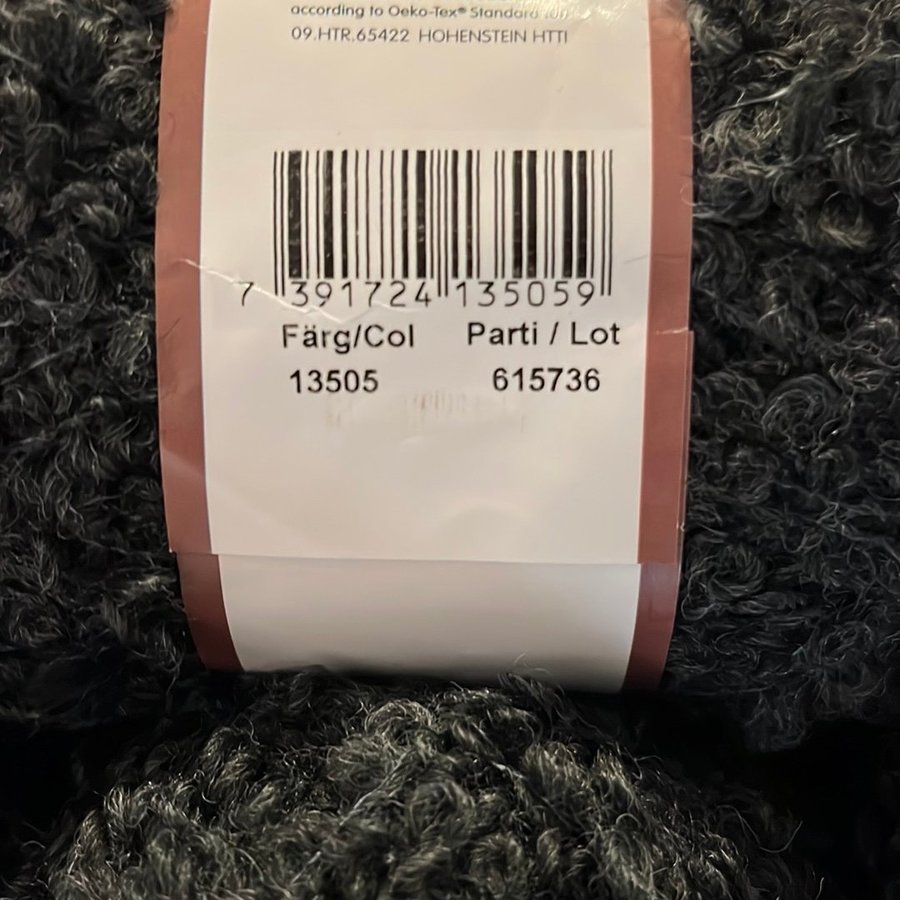 according to Oeko-Tex® Standard 100
09.HTR.65422 HOHENSTEIN HTTI
7 391724 135059
Färg/Col Parti / Lot
13505 615736